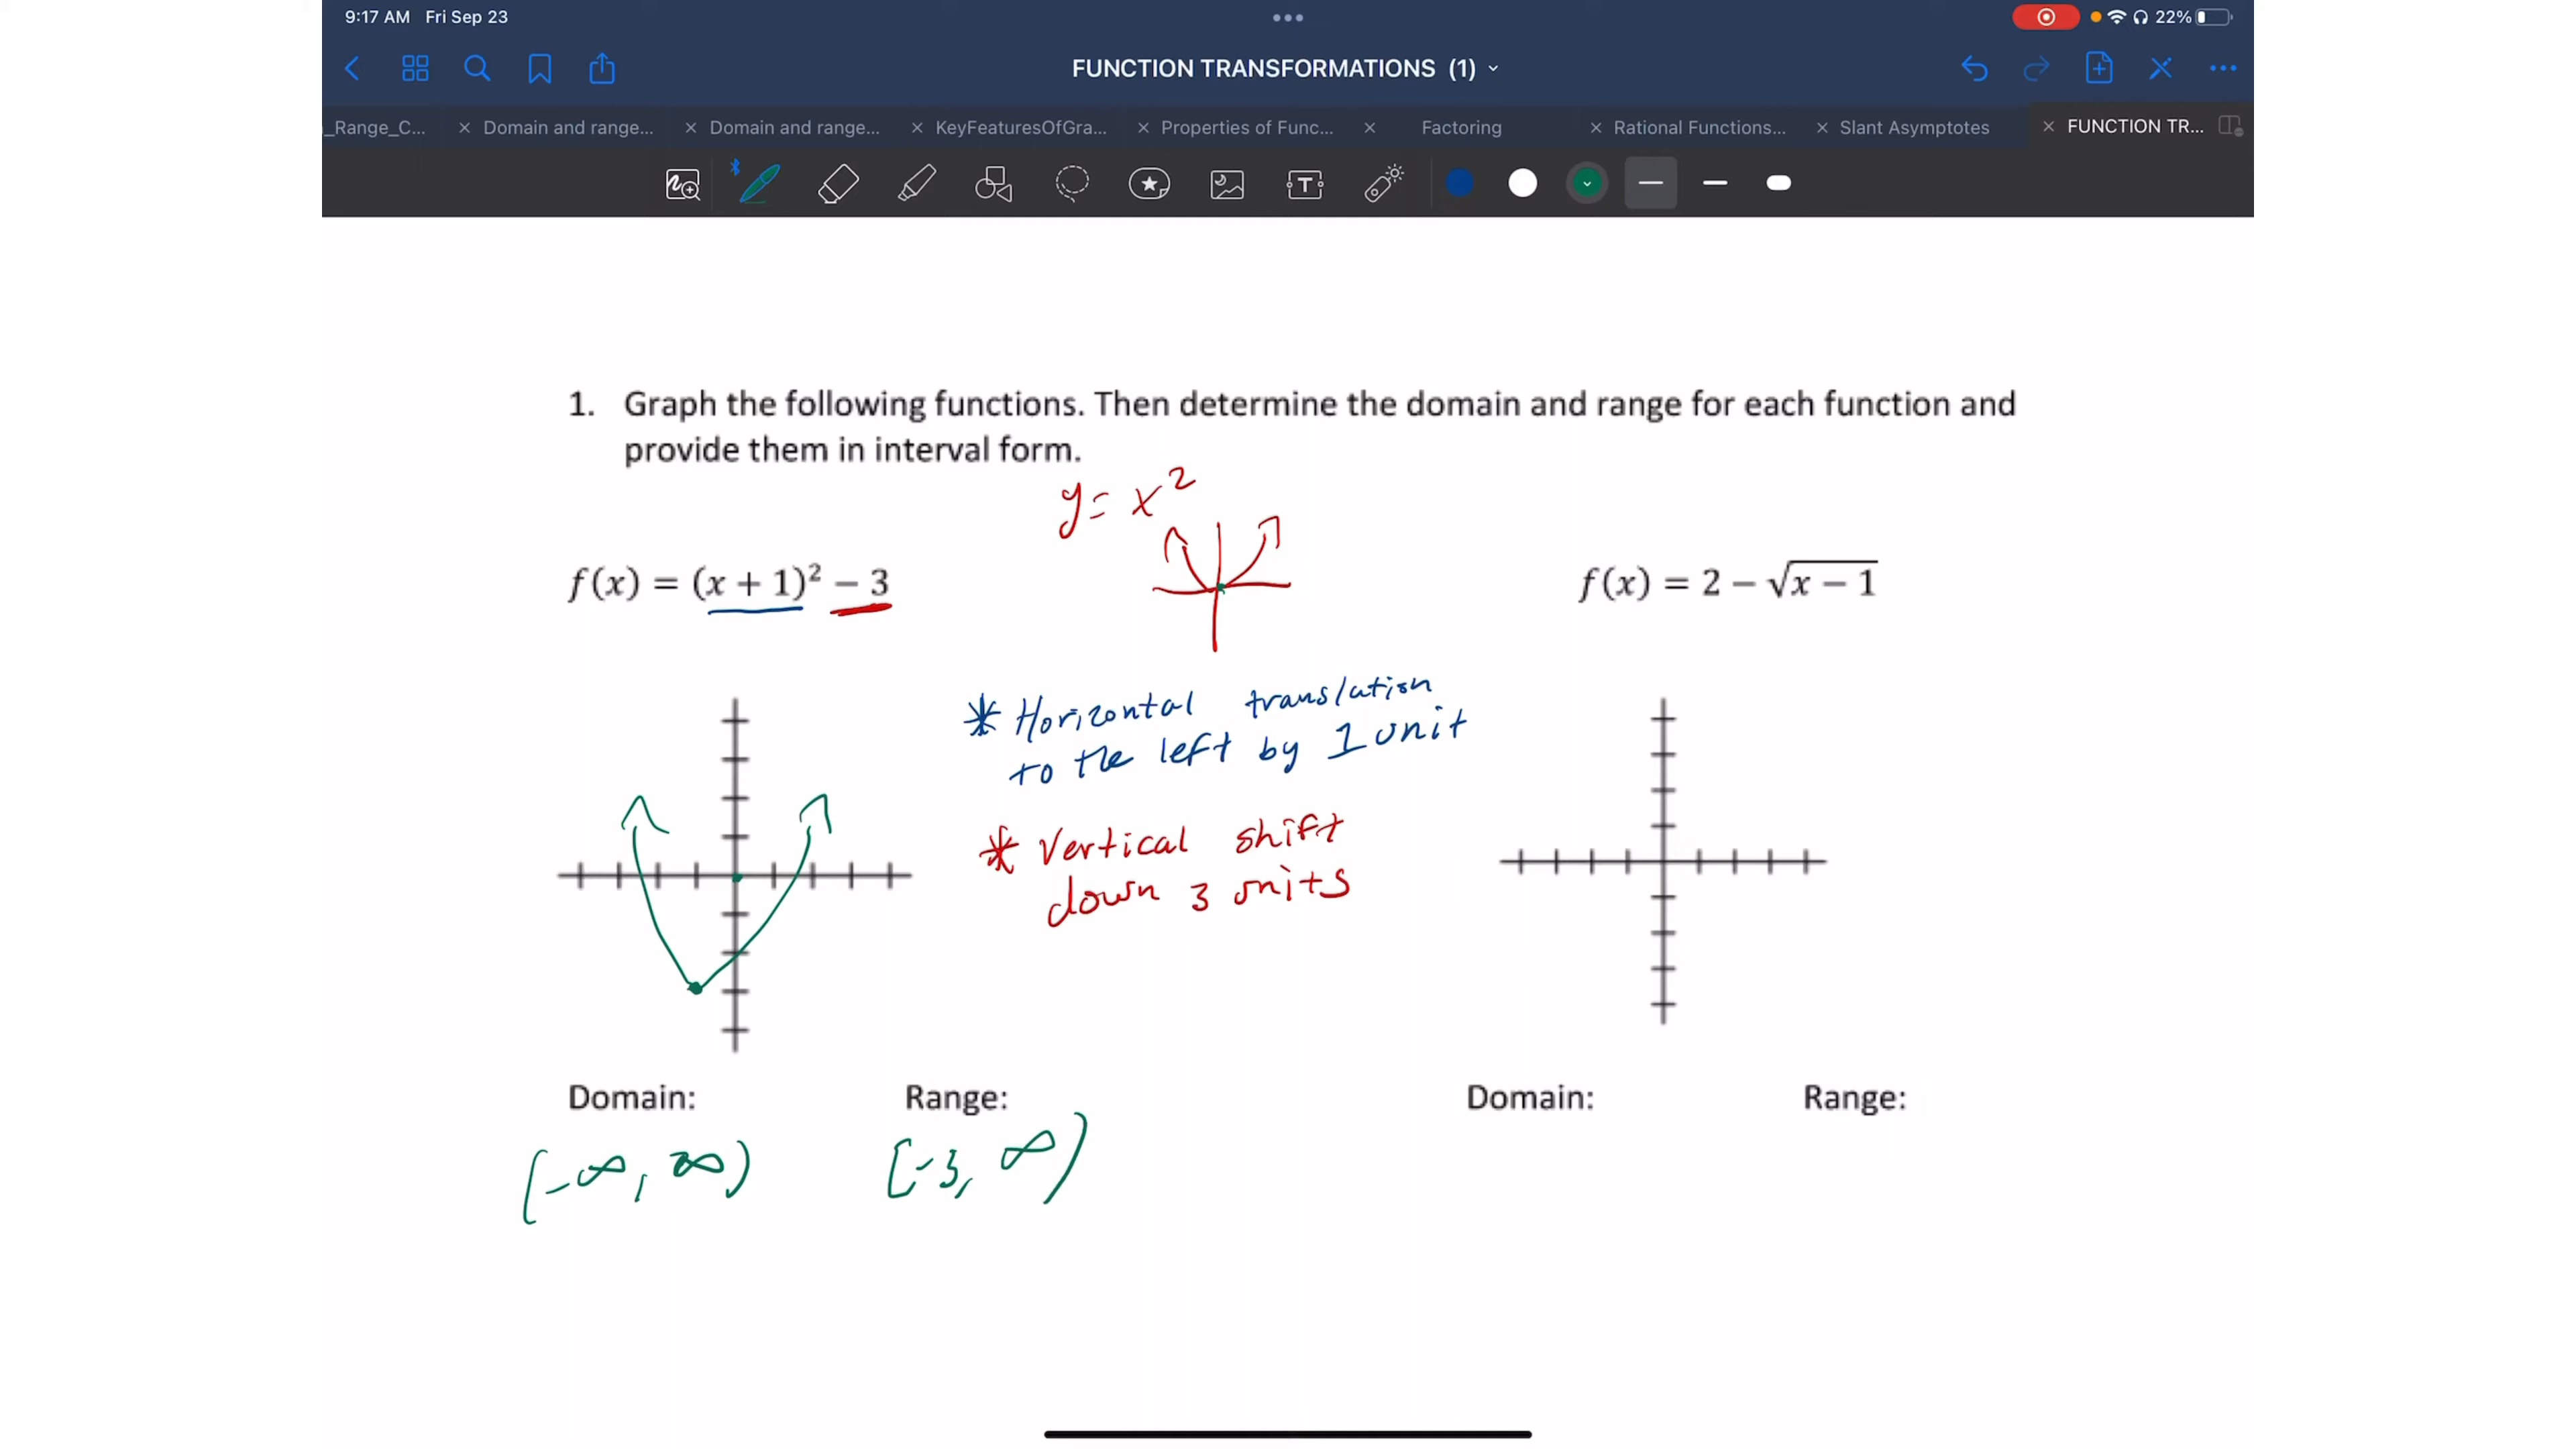 9:17 AM Fri Sep 23
22%
FUNCTION TRANSFORMATIONS (1)
_Range_C... Domain and range... Domain and range... KeyFeaturesOfGra... Properties of Func... Factoring Rational Functions... Slant Asymptotes FUNCTION TR...
T
1. Graph the following functions. Then determine the domain and range for each function and
provide them in interval form.
y = x²
f(x) = (x + 1)² − 3
f(x) = 2 − √(x − 1)
* Horizontal translation
to the left by 1 unit
* Vertical shift
down 3 units
Domain: Range:
(-∞, ∞) [-3, ∞)
Domain: Range: